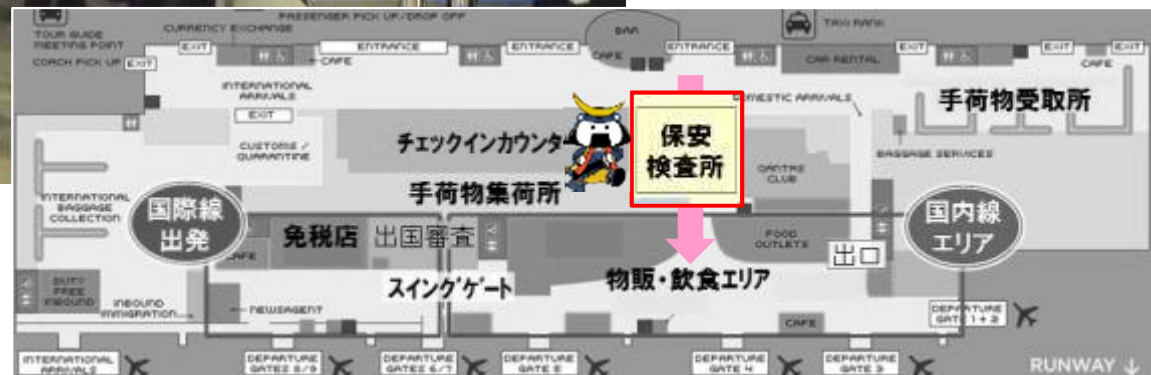 PASSENGER PICK UP/DROP OFF
TOUR GUIDE
MEETING POINT
CURRENCY EXCHANGE
BAR
TAXI RANK
COACH PICK UP
EXIT
EXIT
CAFE
ENTRANCE
ENTRANCE
CAFE
ENTRANCE
CAR RENTAL
EXIT
EXIT
EXIT
CAFE
INTERNATIONAL
ARRIVALS
EXIT
DOMESTIC ARRIVALS
手荷物受取所
CUSTOMS /
QUARANTINE
チェックインカウンター
保安
検査所
BAGGAGE SERVICES
QANTAS
CLUB
手荷物集荷所
INTERNATIONAL
BAGGAGE
COLLECTION
国際線
出発
免税店
出国審査
CAFE
FOOD
OUTLETS
出口
国内線
エリア
DUTY
FREE
INBOUND
INBOUND
IMMIGRATION
NEWSAGENT
スイングゲート
物販・飲食エリア
CAFE
DEPARTURE
GATE 1 + 2
INTERNATIONAL
ARRIVALS
DEPARTURE
GATES 8/9
DEPARTURE
GATES 6/7
DEPARTURE
GATE 5
DEPARTURE
GATE 4
DEPARTURE
GATE 3
RUNWAY ↓